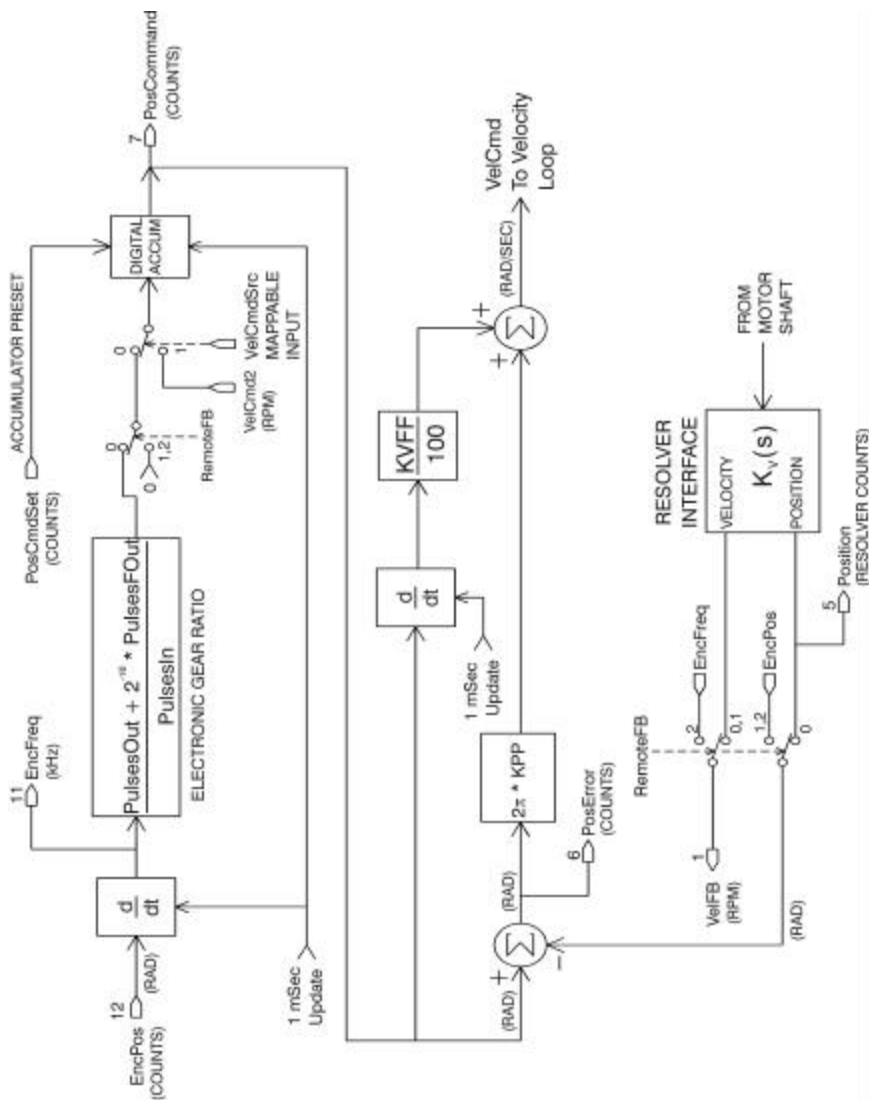 12
EncPos
(COUNTS)
(RAD)
d
dt
11
EncFreq
(kHz)
PulsesOut + 2⁻¹⁶ * PulsesFOut
PulsesIn
ELECTRONIC GEAR RATIO
PosCmdSet
(COUNTS)
ACCUMULATOR PRESET
0
0
1,2
RemoteFB
0
1
VelCmd2
(RPM)
VelCmdSrc
MAPPABLE
INPUT
DIGITAL
ACCUM
7
PosCommand
(COUNTS)
1 mSec
Update
(RAD)
+
−
Σ
(RAD)
6
PosError
(COUNTS)
2π * KPP
1 mSec
Update
d
dt
KVFF
100
+
+
Σ
(RAD/SEC)
VelCmd
To Velocity
Loop
(RAD)
1
VelFB
(RPM)
RemoteFB
2
EncFreq
0,1
1,2
EncPos
0
5
Position
(RESOLVER COUNTS)
RESOLVER
INTERFACE
VELOCITY
Kv(s)
POSITION
FROM
MOTOR
SHAFT